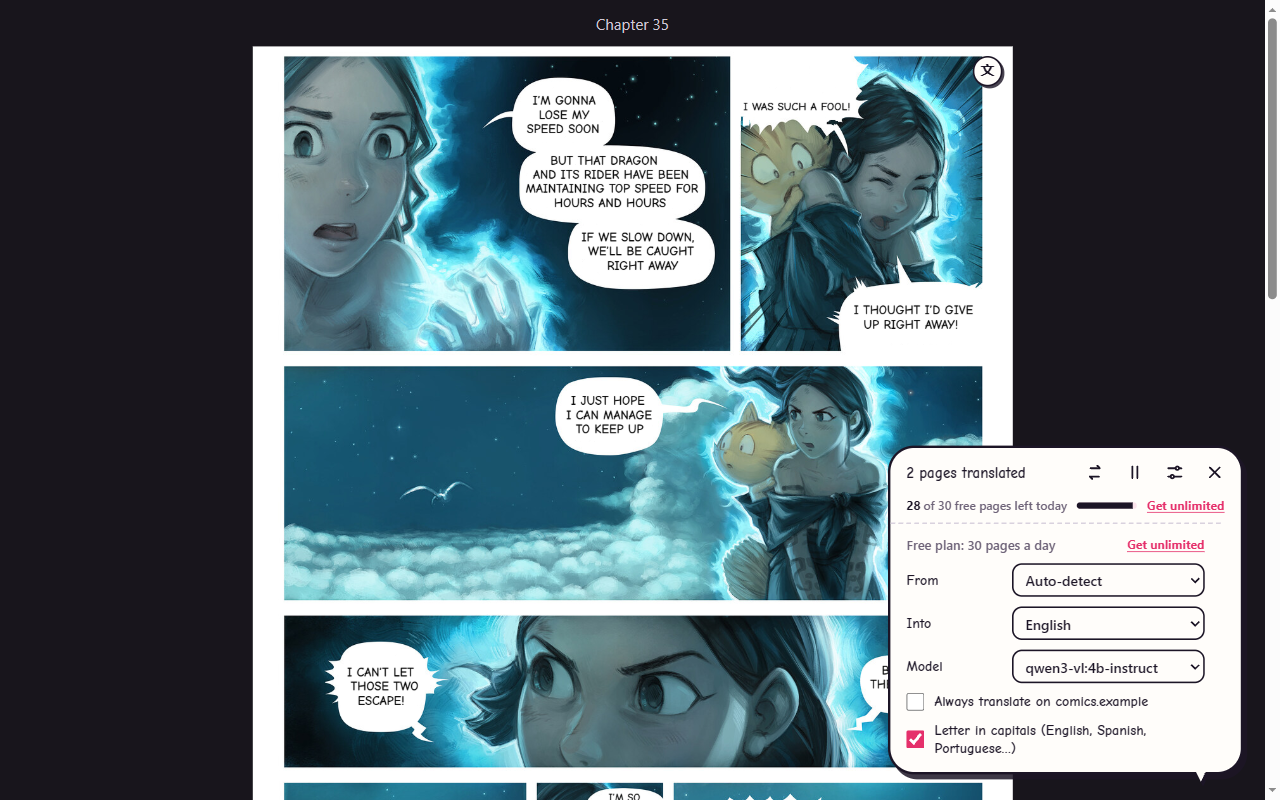 Chapter 35
I'M GONNA
LOSE MY
SPEED SOON
BUT THAT DRAGON
AND ITS RIDER HAVE BEEN
MAINTAINING TOP SPEED FOR
HOURS AND HOURS
IF WE SLOW DOWN,
WE'LL BE CAUGHT
RIGHT AWAY
I WAS SUCH A FOOL!
文
I THOUGHT I'D GIVE
UP RIGHT AWAY!
I JUST HOPE
I CAN MANAGE
TO KEEP UP
I CAN'T LET
THOSE TWO
ESCAPE!
I'M SO
2 pages translated
28 of 30 free pages left today
Get unlimited
Free plan: 30 pages a day
Get unlimited
From
Auto-detect
Into
English
Model
qwen3-vl:4b-instruct
Always translate on comics.example
Letter in capitals (English, Spanish,
Portuguese...)